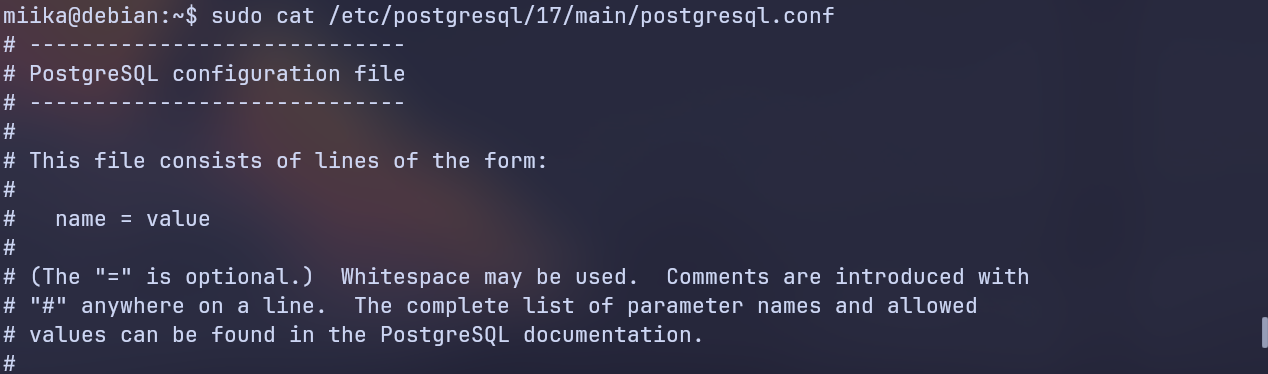 miika@debian:~$ sudo cat /etc/postgresql/17/main/postgresql.conf
# -----------------------------
# PostgreSQL configuration file
# -----------------------------
#
# This file consists of lines of the form:
#
#   name = value
#
# (The "=" is optional.)  Whitespace may be used.  Comments are introduced with
# "#" anywhere on a line.  The complete list of parameter names and allowed
# values can be found in the PostgreSQL documentation.
#